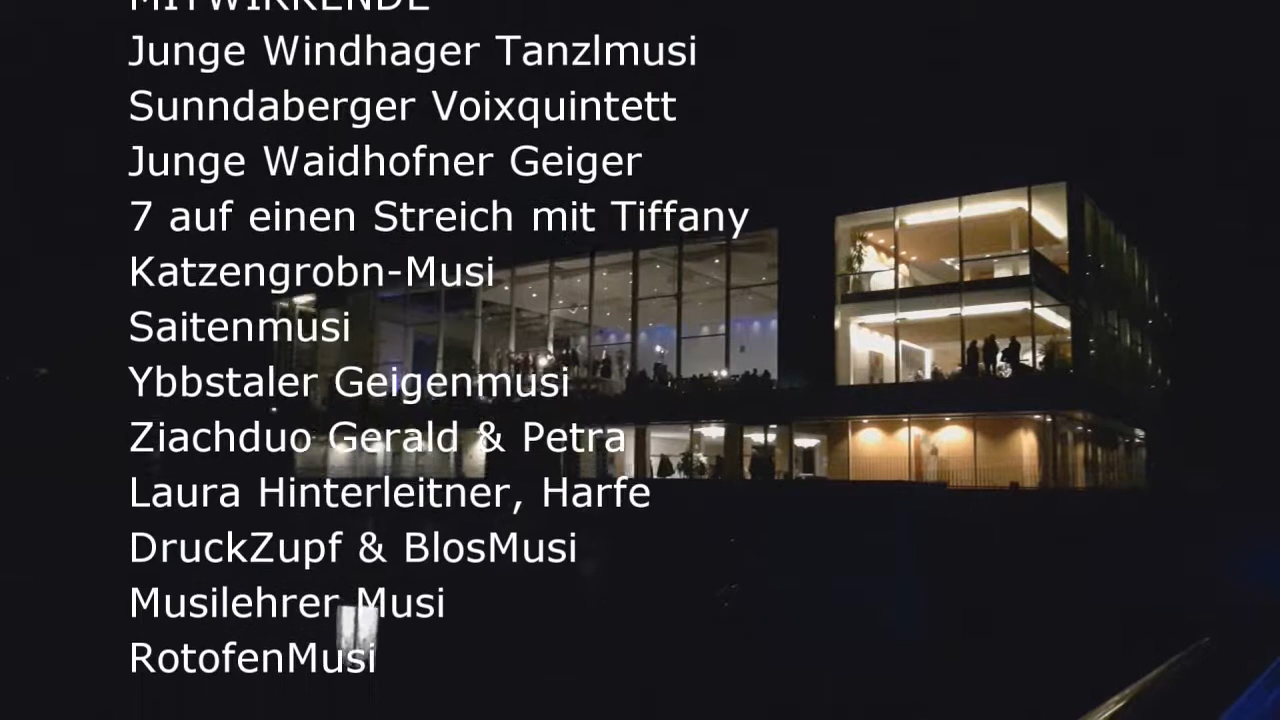 MITWIRKENDE
Junge Windhager Tanzlmusi
Sunndaberger Voixquintett
Junge Waidhofner Geiger
7 auf einen Streich mit Tiffany
Katzengrobn-Musi
Saitenmusi
Ybbstaler Geigenmusi
Ziachduo Gerald & Petra
Laura Hinterleitner, Harfe
DruckZupf & BlosMusi
Musilehrer Musi
RotofenMusi